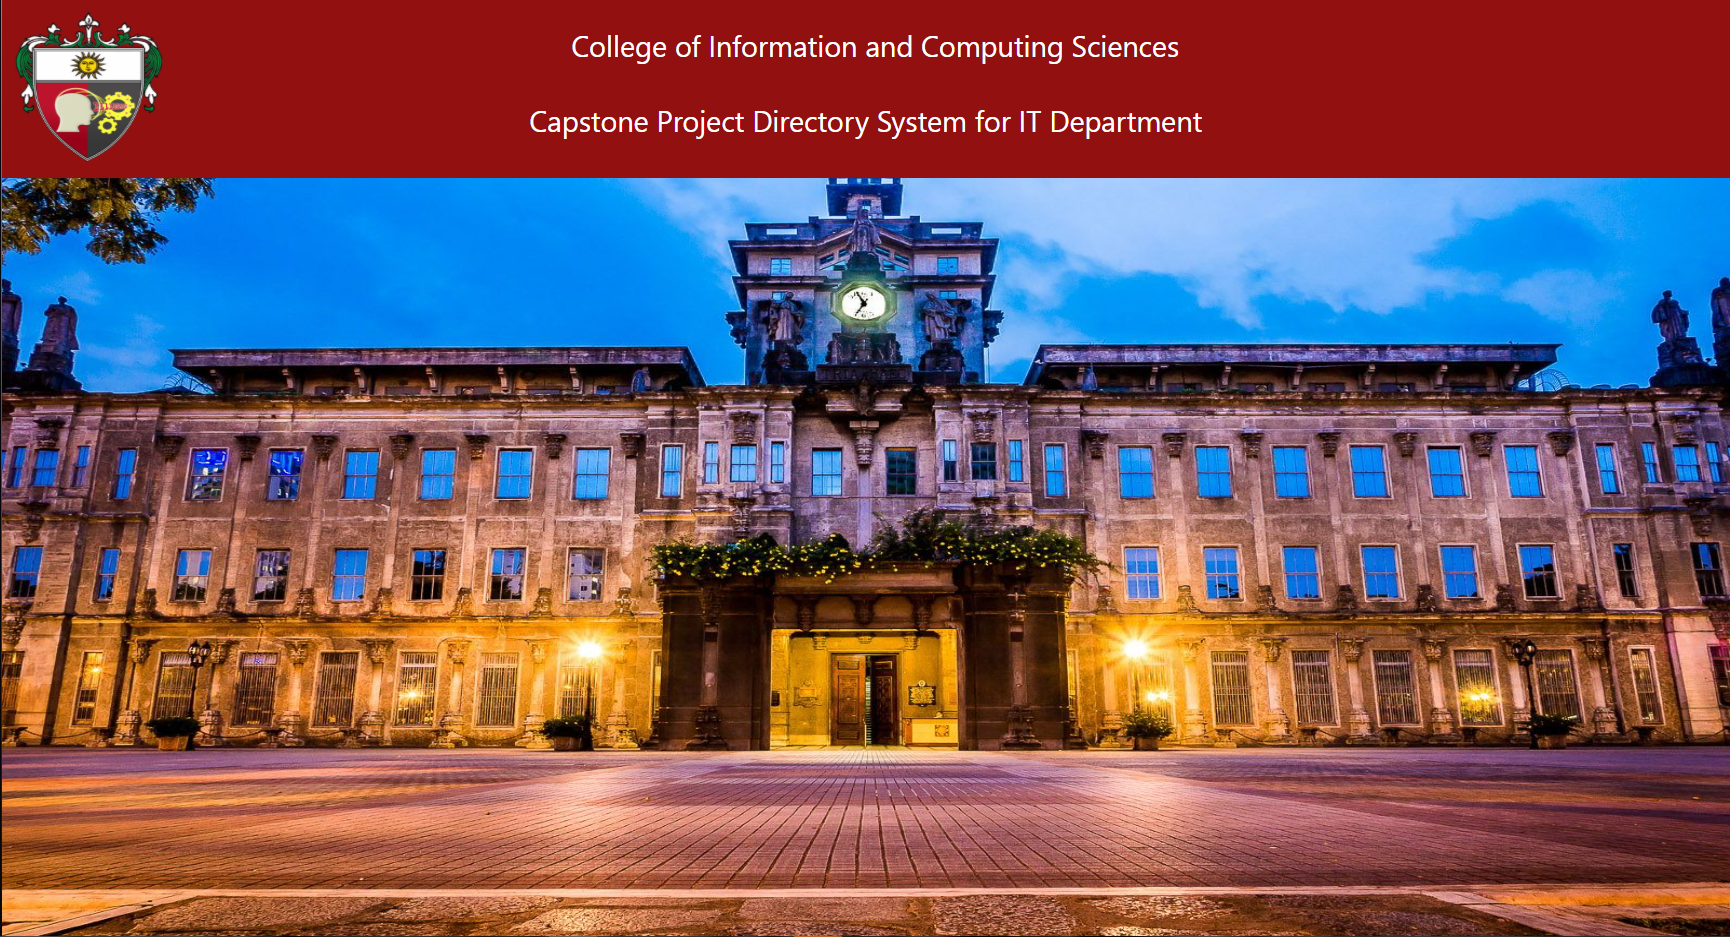 College of Information and Computing Sciences
Capstone Project Directory System for IT Department